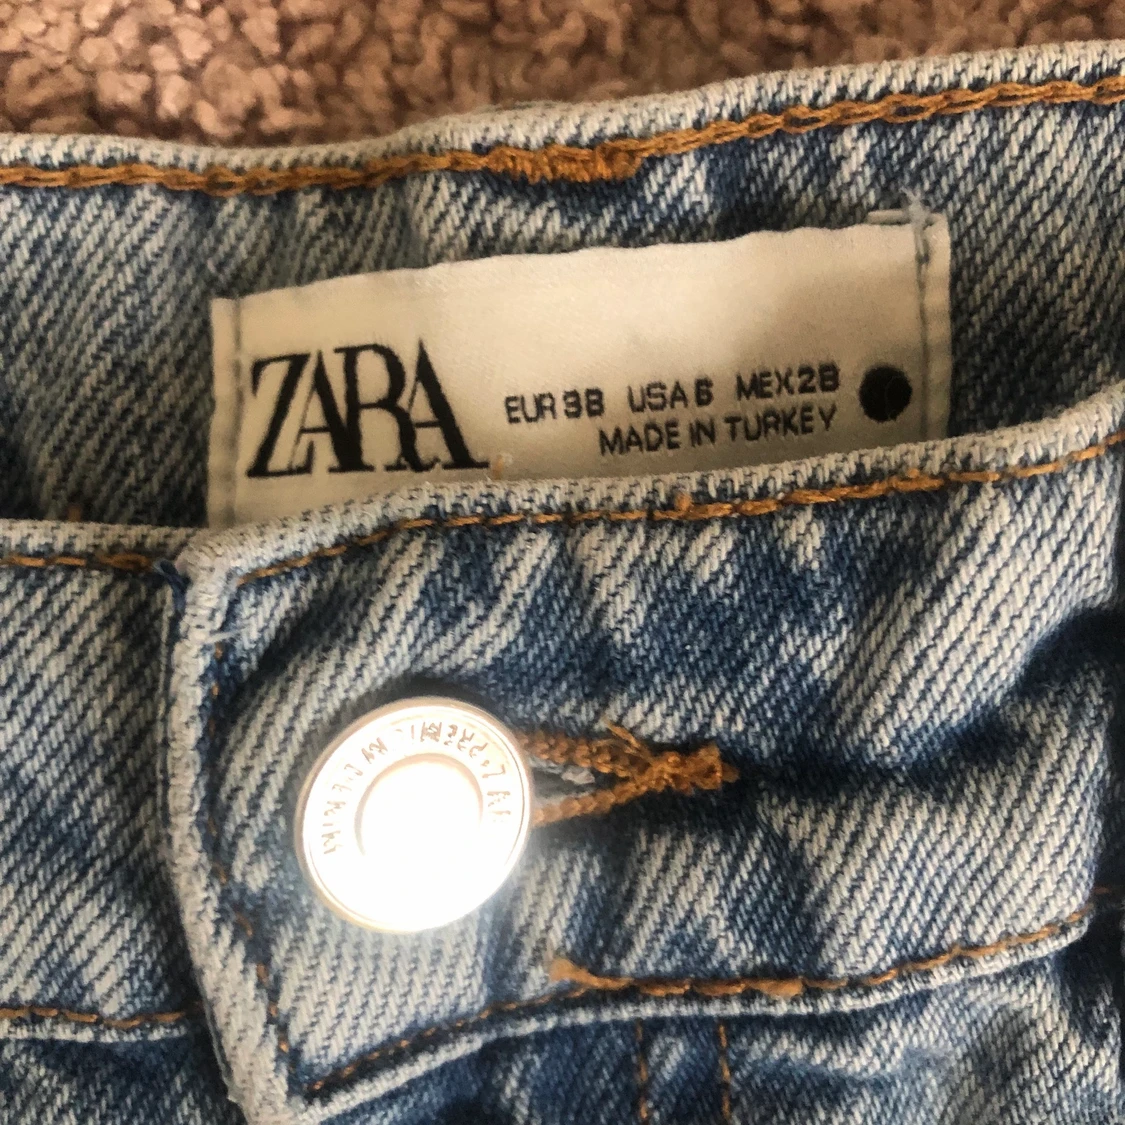 ZARA
EUR 38 USA 6 MEX 28
MADE IN TURKEY